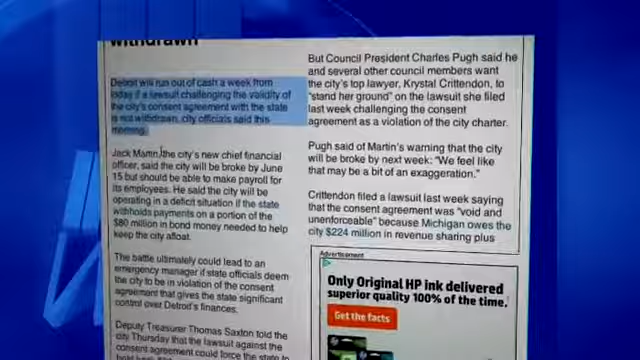 withdrawn
Detroit will run out of cash a week from
today if a lawsuit challenging the validity of
the city's consent agreement with the state
is not withdrawn, city officials said this
morning.
Jack Martin, the city's new chief financial
officer, said the city will be broke by June
15 but should be able to make payroll for
its employees. He said the city will be
operating in a deficit situation if the state
withholds payments on a portion of the
$80 million in bond money needed to help
keep the city afloat.
The battle ultimately could lead to an
emergency manager if state officials deem
the city to be in violation of the consent
agreement that gives the state significant
control over Detroit's finances.
Deputy Treasurer Thomas Saxton told the
city Thursday that the lawsuit against the
consent agreement could force the state to
But Council President Charles Pugh said he
and several other council members want
the city's top lawyer, Krystal Crittendon, to
"stand her ground" on the lawsuit she filed
last week challenging the consent
agreement as a violation of the city charter.
Pugh said of Martin's warning that the city
will be broke by next week: "We feel like
that may be a bit of an exaggeration."
Crittendon filed a lawsuit last week saying
that the consent agreement was "void and
unenforceable" because Michigan owes the
city $224 million in revenue sharing plus
Advertisement
Only Original HP ink delivered
superior quality 100% of the time.
Get the facts